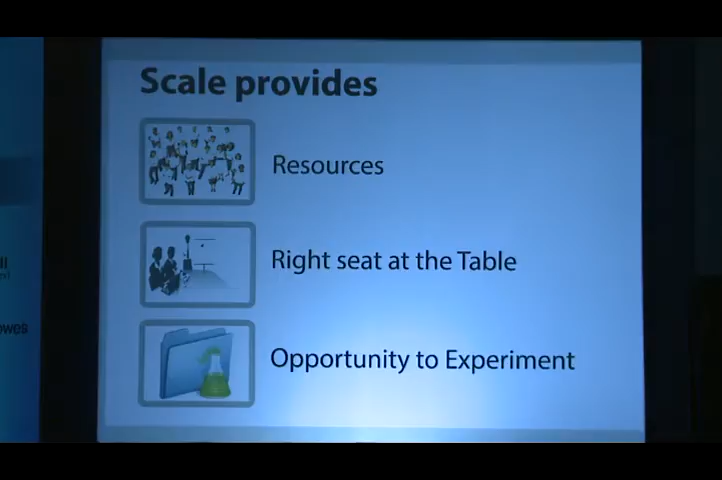 Scale provides
Resources
Right seat at the Table
Opportunity to Experiment